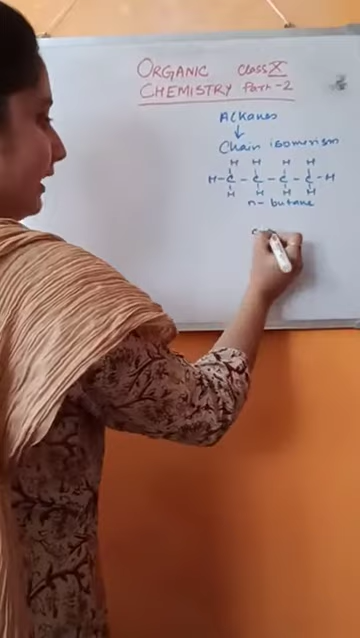 ORGANIC Class X
CHEMISTRY Part-2
Alkanes
↓
Chain isomerism
H H H H
H-C-C-C-C-H
H H H H
n-butane
C